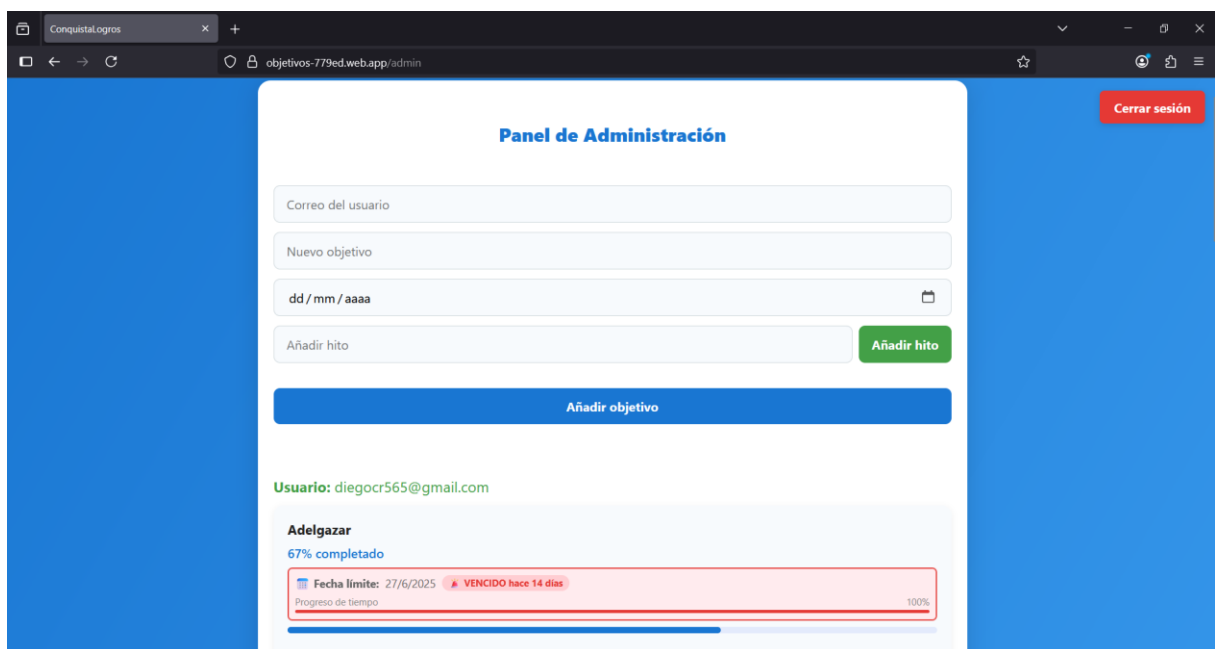 ConquistaLogros
objetivos-779ed.web.app/admin
Cerrar sesión
Panel de Administración
Correo del usuario
Nuevo objetivo
dd/mm/aaaa
Añadir hito Añadir hito
Añadir objetivo
Usuario: diegocr565@gmail.com
Adelgazar
67% completado
Fecha límite: 27/6/2025 VENCIDO hace 14 días
Progreso de tiempo 100%